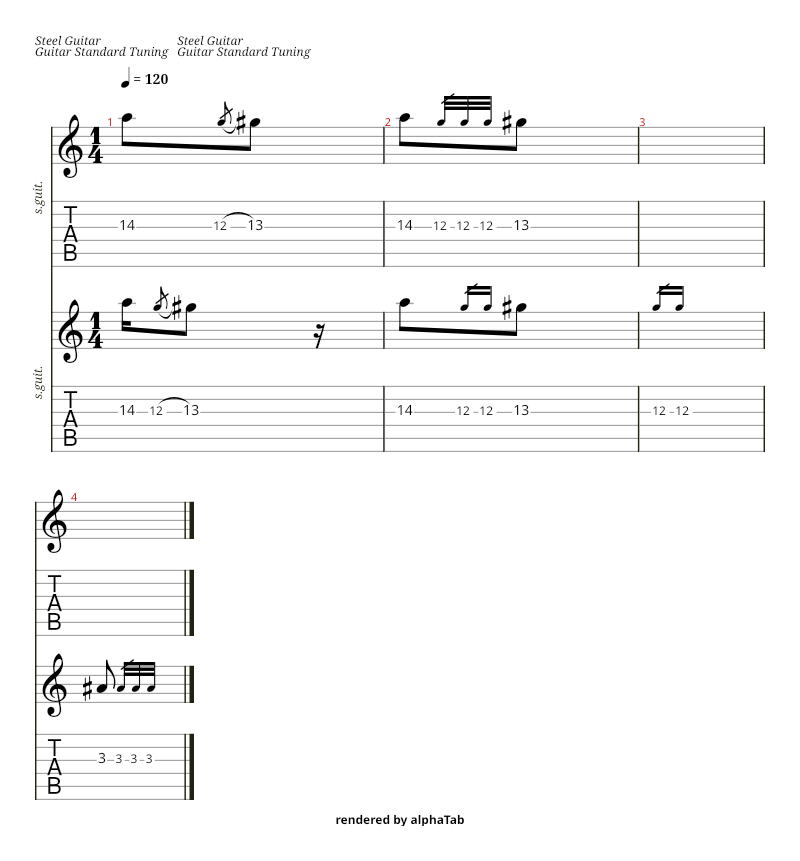 Steel Guitar Steel Guitar
Guitar Standard Tuning Guitar Standard Tuning
= 120
1 2 3
1
4
s.guit.
T
A
B
14 12 13 14 12 12 12 13
1
4
s.guit.
T
A
B
14 12 13 14 12 12 13 12 12
4
T
A
B
T
A
B
3 3 3 3
rendered by alphaTab